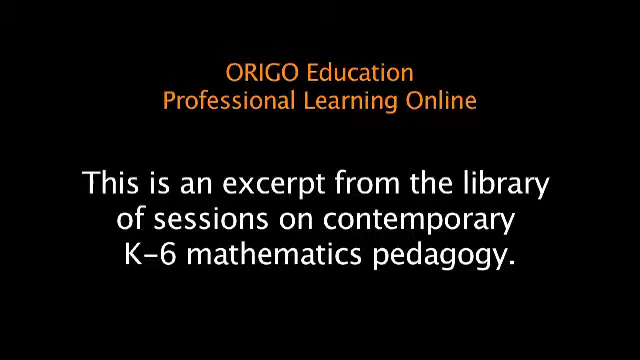 ORIGO Education
Professional Learning Online
This is an excerpt from the library
of sessions on contemporary
K-6 mathematics pedagogy.